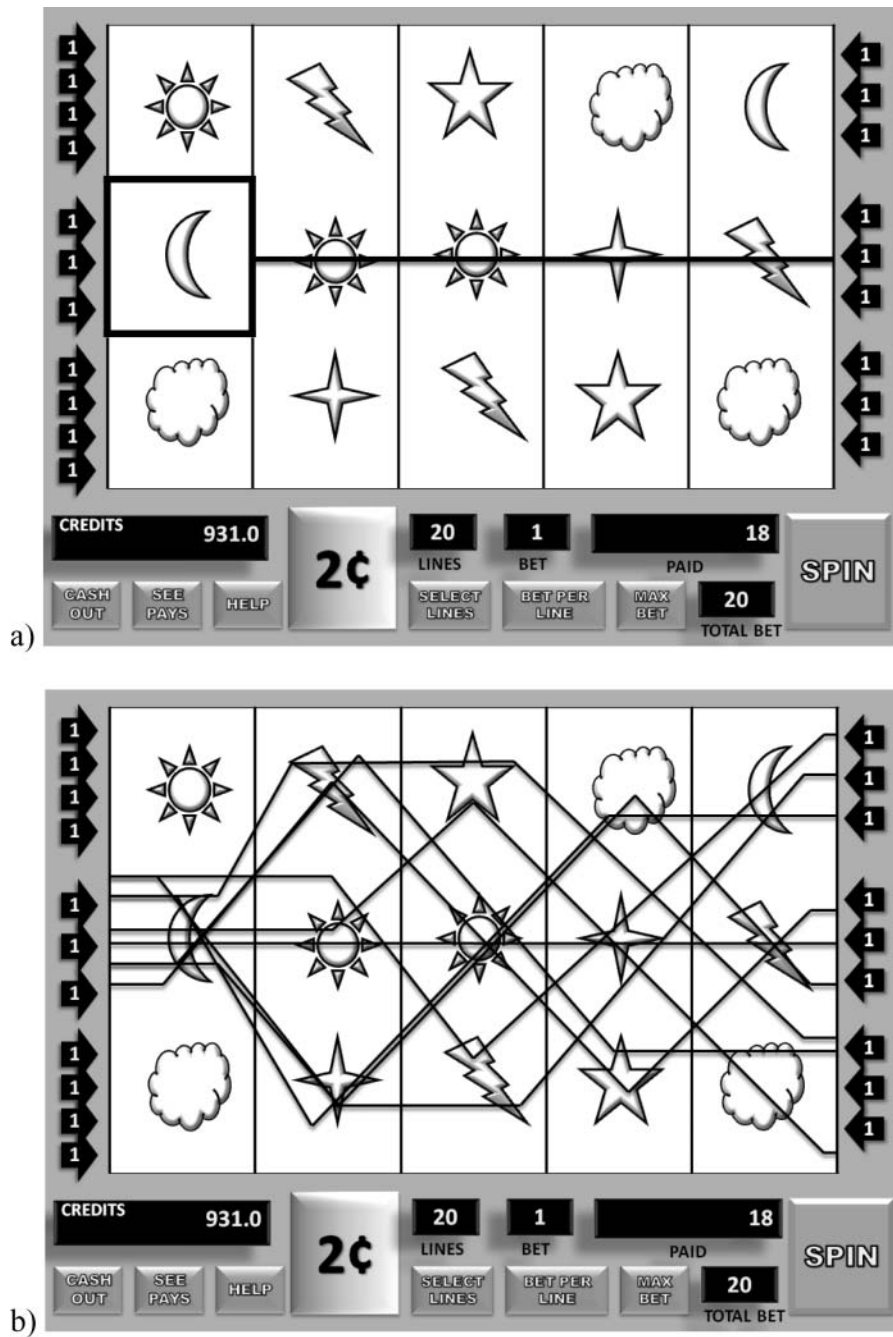 1 1
1 1
1 1
1
1 1
1 1
1 1
1 1
1 1
1 1
1
CREDITS
931.0
2¢
20
LINES
1
BET
18
PAID
SPIN
CASH OUT
SEE PAYS
HELP
SELECT LINES
BET PER LINE
MAX BET
20
TOTAL BET
a)
1 1
1 1
1 1
1
1 1
1 1
1 1
1 1
1 1
1 1
1
CREDITS
931.0
2¢
20
LINES
1
BET
18
PAID
SPIN
CASH OUT
SEE PAYS
HELP
SELECT LINES
BET PER LINE
MAX BET
20
TOTAL BET
b)